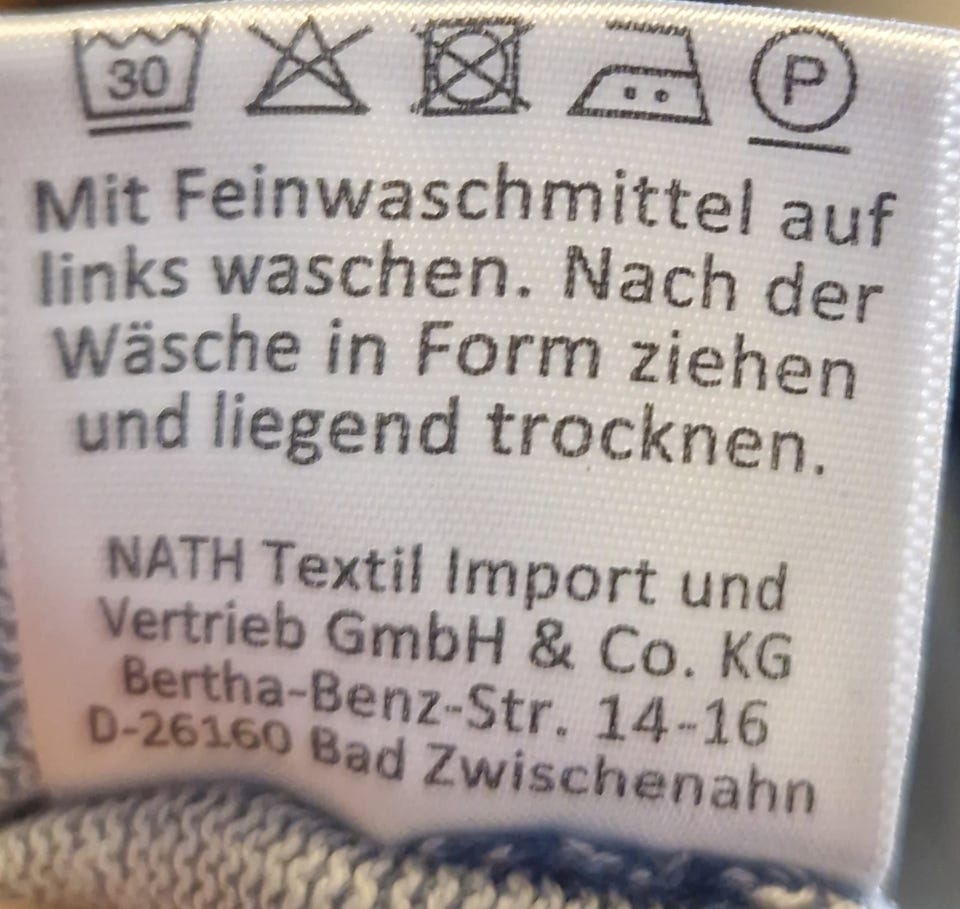 30 P
Mit Feinwaschmittel auf
links waschen. Nach der
Wäsche in Form ziehen
und liegend trocknen.
NATH Textil Import und
Vertrieb GmbH & Co. KG
Bertha-Benz-Str. 14-16
D-26160 Bad Zwischenahn